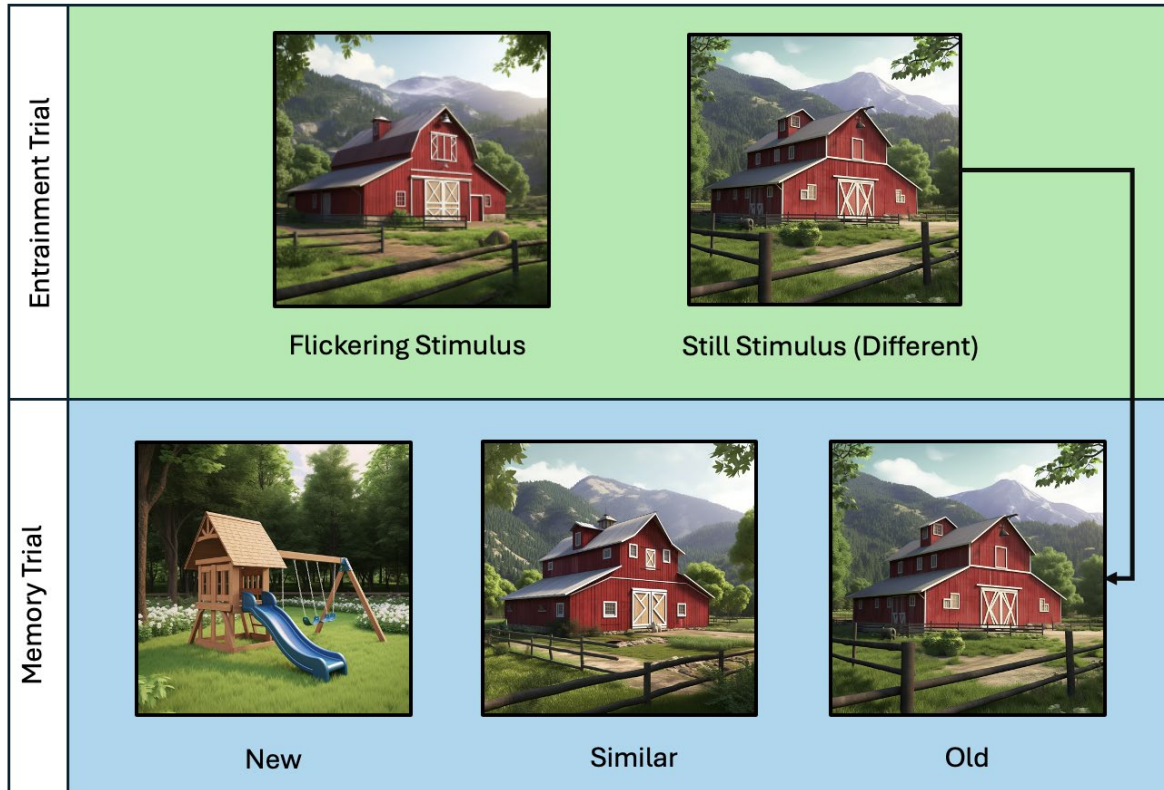 Entrainment Trial
Flickering Stimulus
Still Stimulus (Different)
Memory Trial
New
Similar
Old